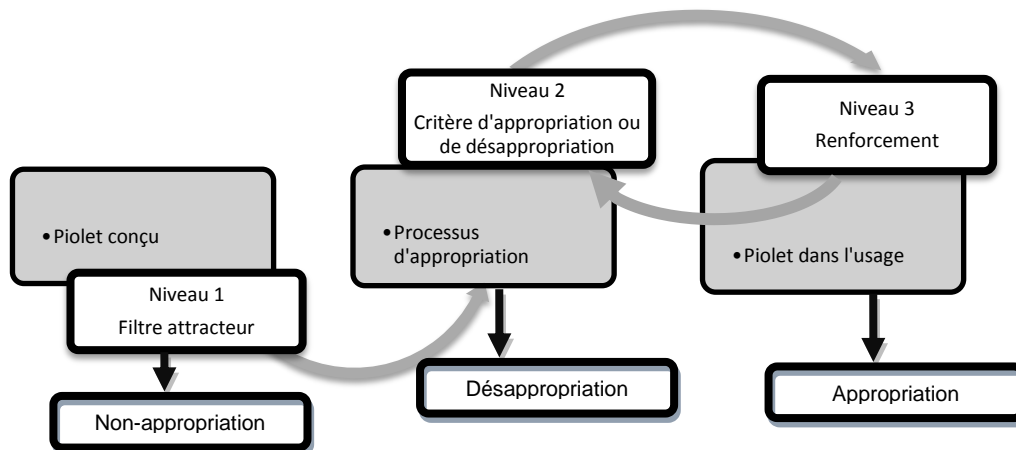 •Piolet conçu
Niveau 1
Filtre attracteur
Non-appropriation
Niveau 2
Critère d'appropriation ou
de désappropriation
•Processus
d'appropriation
Désappropriation
Niveau 3
Renforcement
•Piolet dans l'usage
Appropriation